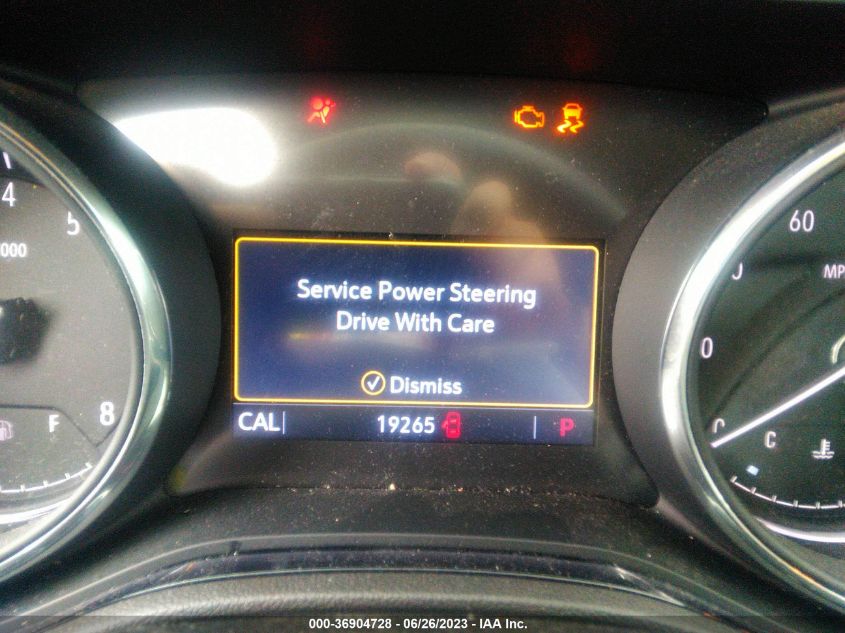 4
5
000
8
F
Service Power Steering
Drive With Care
Dismiss
CAL 19265 P
60
MP
0
C
000-36904728 - 06/26/2023 - IAA Inc.